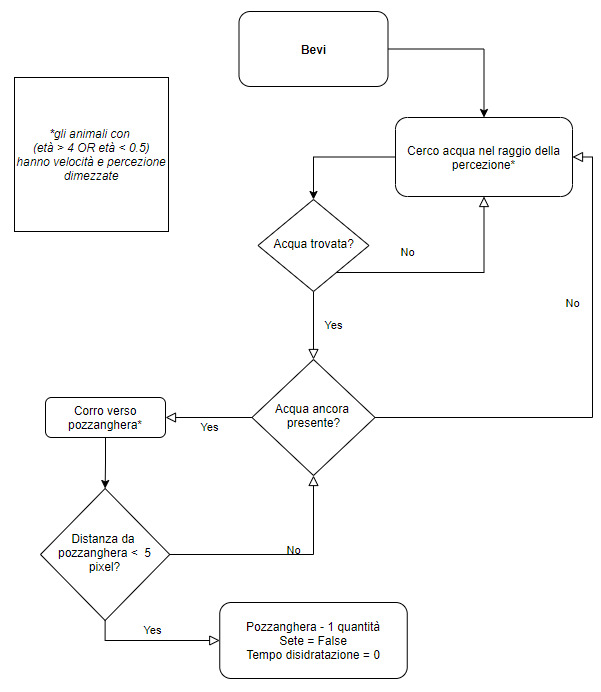 Bevi
*gli animali con
(età > 4 OR età < 0.5)
hanno velocità e percezione
dimezzate
Cerco acqua nel raggio della
percezione*
Acqua trovata?
No
Yes
No
Acqua ancora
presente?
Corro verso
pozzanghera*
Yes
Distanza da
pozzanghera < 5
pixel?
No
Yes
Pozzanghera - 1 quantità
Sete = False
Tempo disidratazione = 0